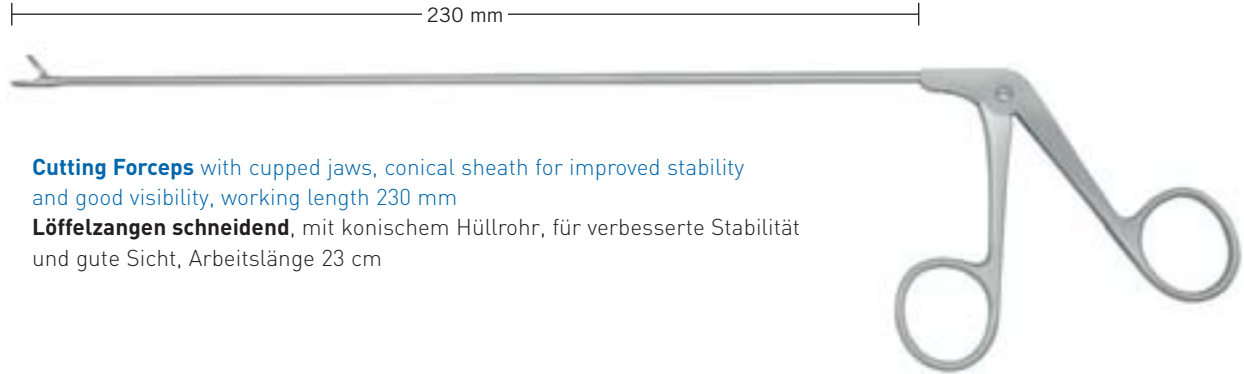 230 mm
Cutting Forceps with cupped jaws, conical sheath for improved stability
and good visibility, working length 230 mm
Löffelzangen schneidend, mit konischem Hüllrohr, für verbesserte Stabilität
und gute Sicht, Arbeitslänge 23 cm